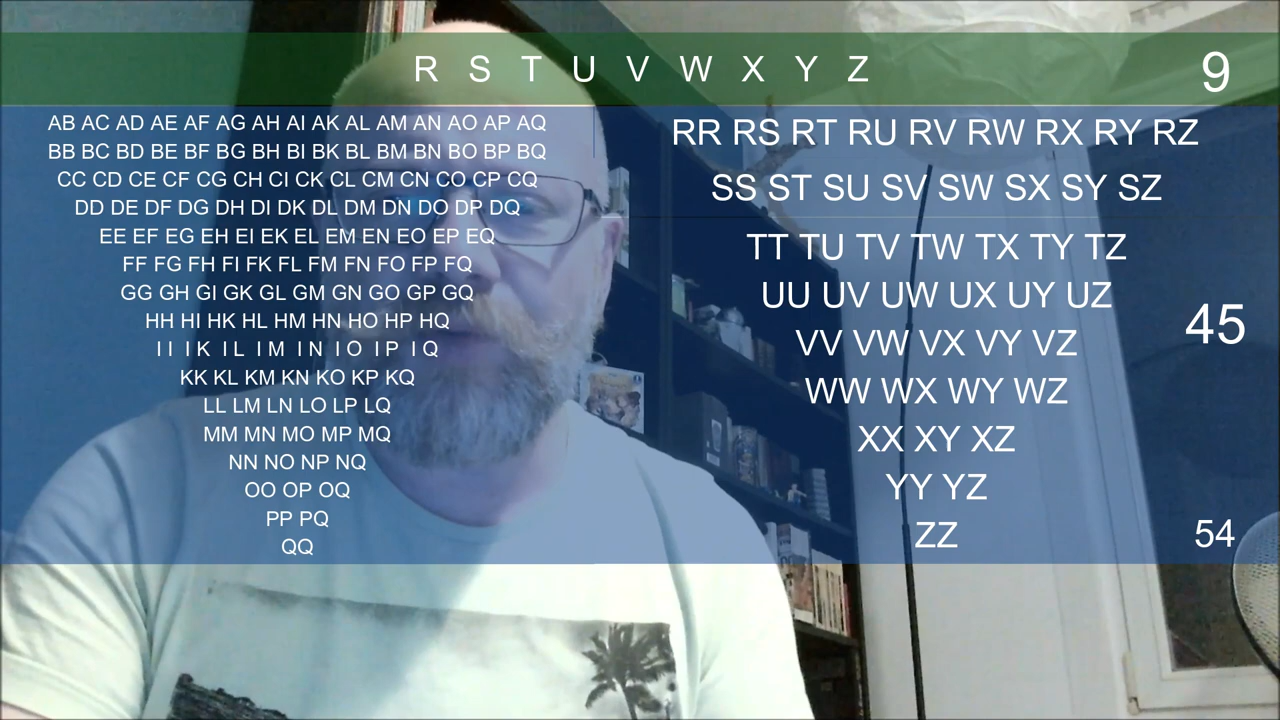 R S T U V W X Y Z
9
AB AC AD AE AF AG AH AI AK AL AM AN AO AP AQ
BB BC BD BE BF BG BH BI BK BL BM BN BO BP BQ
CC CD CE CF CG CH CI CK CL CM CN CO CP CQ
DD DE DF DG DH DI DK DL DM DN DO DP DQ
EE EF EG EH EI EK EL EM EN EO EP EQ
FF FG FH FI FK FL FM FN FO FP FQ
GG GH GI GK GL GM GN GO GP GQ
HH HI HK HL HM HN HO HP HQ
II IK IL IM IN IO IP IQ
KK KL KM KN KO KP KQ
LL LM LN LO LP LQ
MM MN MO MP MQ
NN NO NP NQ
OO OP OQ
PP PQ
QQ
RR RS RT RU RV RW RX RY RZ
SS ST SU SV SW SX SY SZ
TT TU TV TW TX TY TZ
UU UV UW UX UY UZ
VV VW VX VY VZ
WW WX WY WZ
XX XY XZ
YY YZ
ZZ
45
54